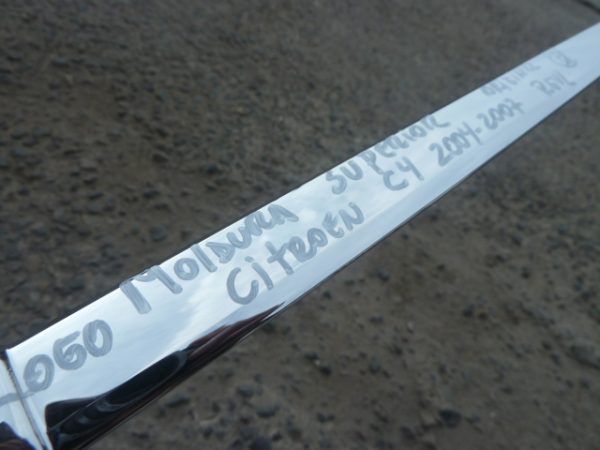 060 MOLDURA SUPERIOR
CITROEN C4 2004-2007